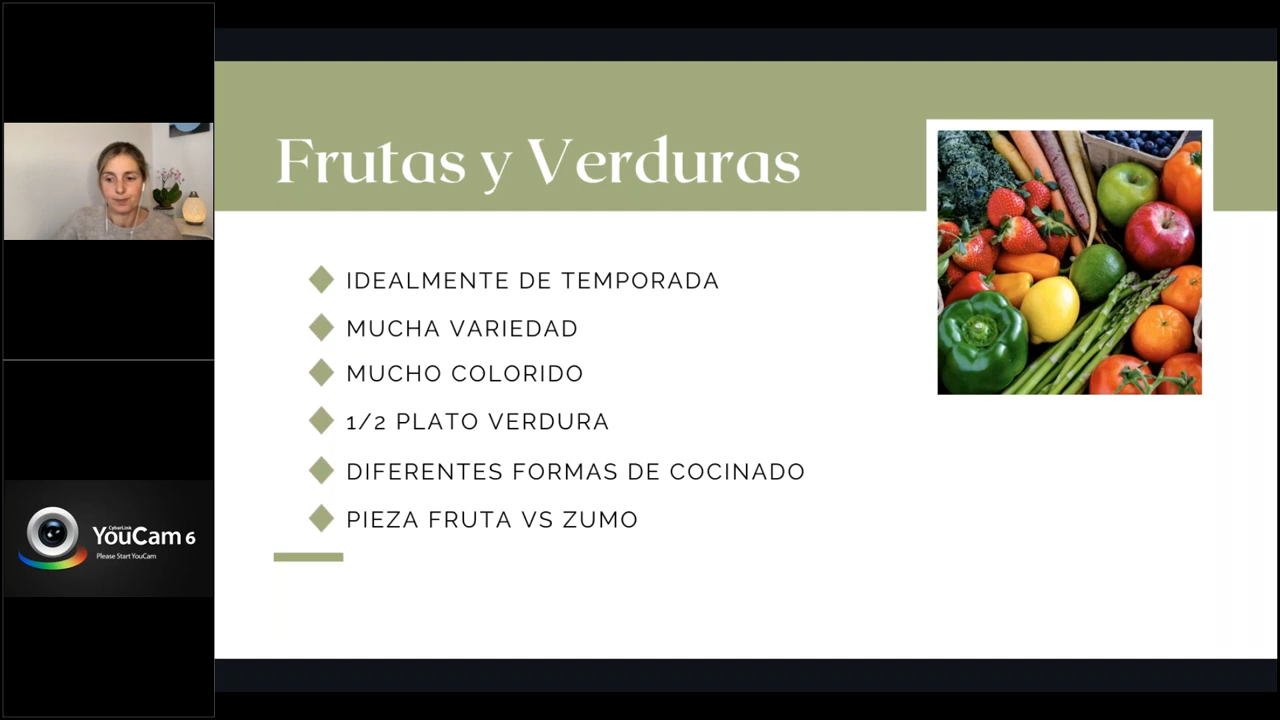 Frutas y Verduras
IDEALMENTE DE TEMPORADA
MUCHA VARIEDAD
MUCHO COLORIDO
1/2 PLATO VERDURA
DIFERENTES FORMAS DE COCINADO
PIEZA FRUTA VS ZUMO
CyberLink
YouCam 6
Please Start YouCam